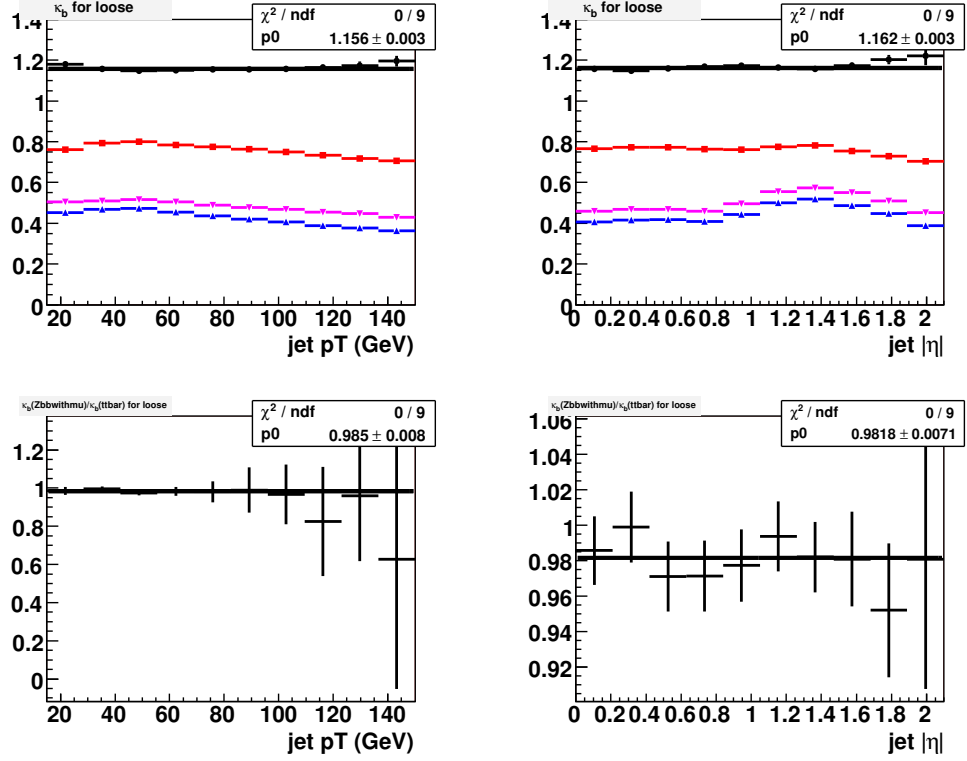 κb for loose
χ² / ndf 0 / 9
p0 1.156 ± 0.003
1.4
1.2
1
0.8
0.6
0.4
0.2
0
20 40 60 80 100 120 140
jet pT (GeV)
κb for loose
χ² / ndf 0 / 9
p0 1.162 ± 0.003
1.4
1.2
1
0.8
0.6
0.4
0.2
0
0 0.2 0.4 0.6 0.8 1 1.2 1.4 1.6 1.8 2
jet |η|
κb(Zbbwithmu)/κb(ttbar) for loose
χ² / ndf 0 / 9
p0 0.985 ± 0.008
1.2
1
0.8
0.6
0.4
0.2
0
20 40 60 80 100 120 140
jet pT (GeV)
κb(Zbbwithmu)/κb(ttbar) for loose
χ² / ndf 0 / 9
p0 0.9818 ± 0.0071
1.06
1.04
1.02
1
0.98
0.96
0.94
0.92
0 0.2 0.4 0.6 0.8 1 1.2 1.4 1.6 1.8 2
jet |η|